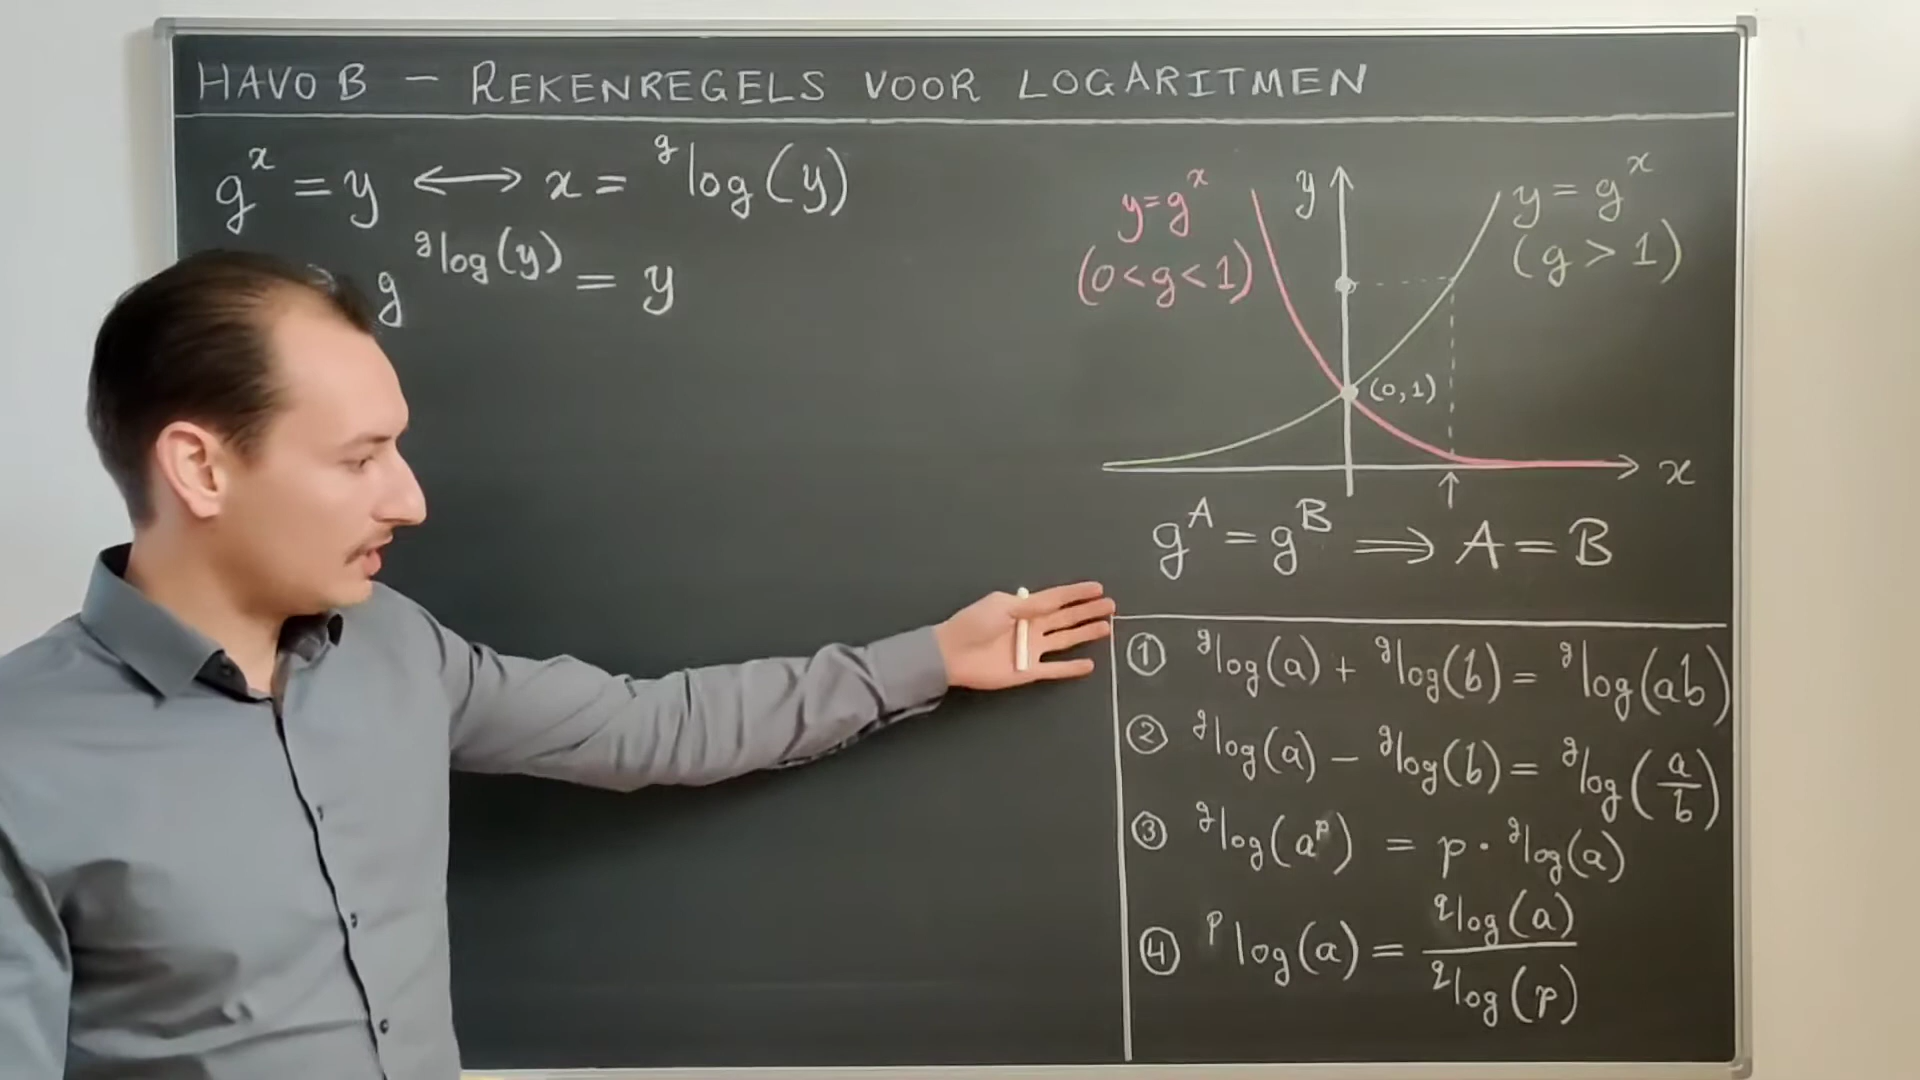 HAVO B – REKENREGELS VOOR LOGARITMEN
g^x = y ⟷ x = ^g log(y)
g^(^g log(y)) = y
y = g^x
(0 < g < 1)
y
y = g^x
(g > 1)
(0,1)
x
↑
g^A = g^B ⟹ A = B
① ^g log(a) + ^g log(b) = ^g log(ab)
② ^g log(a) − ^g log(b) = ^g log(a/b)
③ ^g log(a^p) = p · ^g log(a)
④ ^p log(a) = ^q log(a) / ^q log(p)